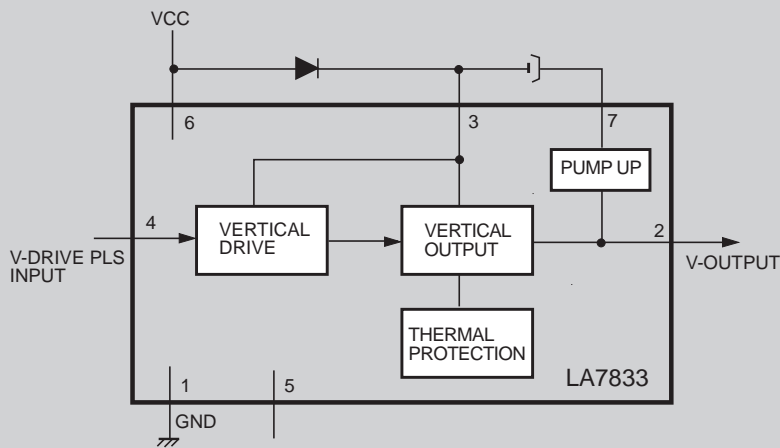 VCC
6
3
7
PUMP UP
4
VERTICAL
DRIVE
VERTICAL
OUTPUT
2
V-DRIVE PLS
INPUT
V-OUTPUT
THERMAL
PROTECTION
LA7833
1
5
GND